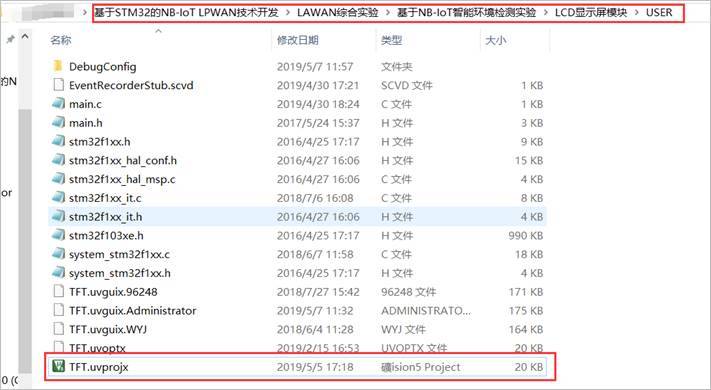 基于STM32的NB-IoT LPWAN技术开发 › LAWAN综合实验 › 基于NB-IoT智能环境检测实验 › LCD显示屏模块 › USER
名称 修改日期 类型 大小
DebugConfig 2019/5/7 11:57 文件夹
的N
EventRecorderStub.scvd 2019/4/30 17:21 SCVD 文件 1 KB
main.c 2019/4/30 18:24 C 文件 1 KB
main.h 2017/5/24 15:37 H 文件 3 KB
stm32f1xx.h 2016/4/25 17:17 H 文件 9 KB
stm32f1xx_hal_conf.h 2016/4/27 16:06 H 文件 15 KB
stm32f1xx_hal_msp.c 2016/4/27 16:06 C 文件 4 KB
ior
stm32f1xx_it.c 2018/7/6 16:08 C 文件 8 KB
stm32f1xx_it.h 2016/4/27 16:06 H 文件 4 KB
stm32f103xe.h 2016/4/25 17:17 H 文件 990 KB
system_stm32f1xx.c 2018/6/7 11:58 C 文件 18 KB
system_stm32f1xx.h 2016/4/25 17:17 H 文件 4 KB
TFT.uvguix.96248 2018/7/27 15:42 96248 文件 171 KB
TFT.uvguix.Administrator 2019/5/7 11:32 ADMINISTRATO... 175 KB
TFT.uvguix.WYJ 2018/6/4 11:28 WYJ 文件 164 KB
TFT.uvoptx 2019/2/15 16:53 UVOPTX 文件 20 KB
TFT.uvprojx 2019/5/5 17:18 礦ision5 Project 20 KB
0 (C